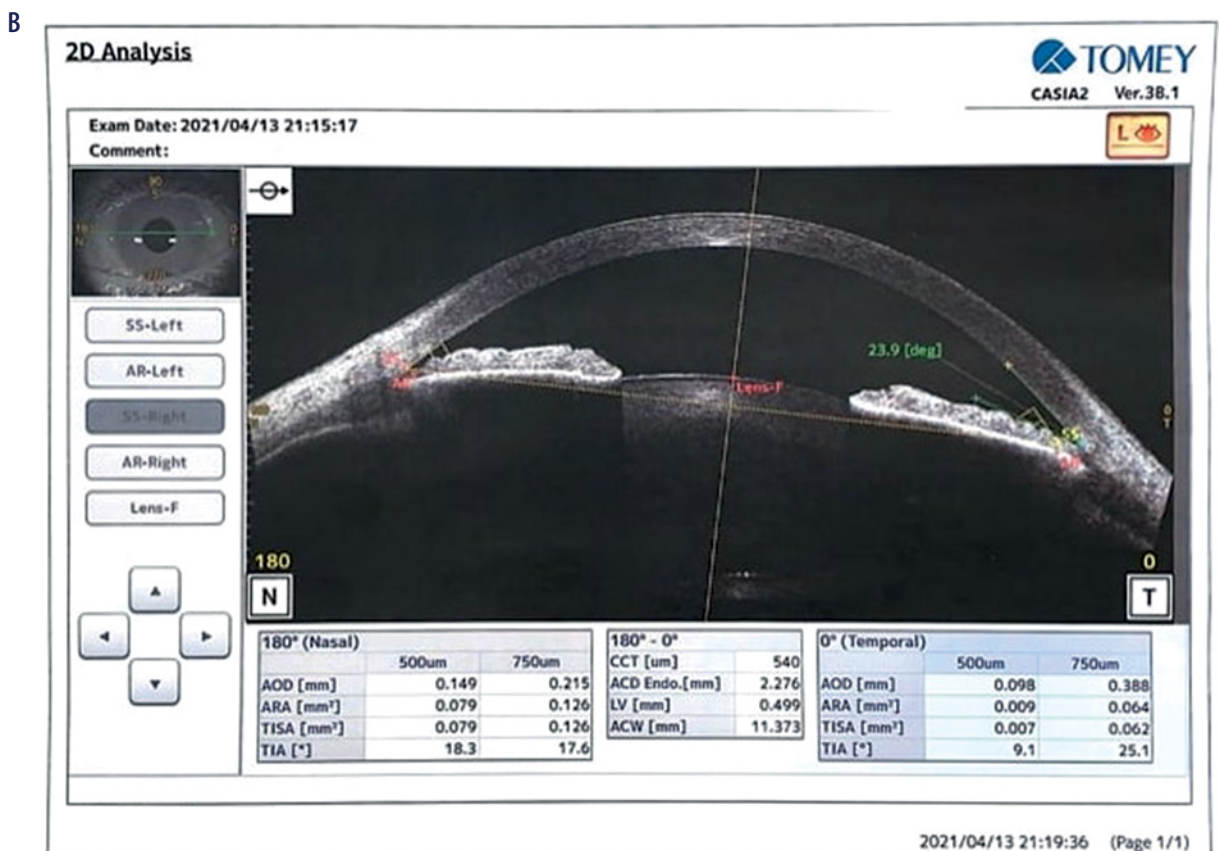 B
2D Analysis
TOMEY
CASIA2 Ver.38.1
Exam Date: 2021/04/13 21:15:17
Comment:
L
90
S
180
N
0
T
SS-Left
AR-Left
SS-Right
AR-Right
Lens-F
23.9 [deg]
Lens-F
0
T
180
N
0
T
180° (Nasal)
500um 750um
AOD [mm] 0.149 0.215
ARA [mm²] 0.079 0.126
TISA [mm²] 0.079 0.126
TIA [°] 18.3 17.6
180° - 0°
CCT [um] 540
ACD Endo.[mm] 2.276
LV [mm] 0.499
ACW [mm] 11.373
0° (Temporal)
500um 750um
AOD [mm] 0.098 0.388
ARA [mm²] 0.009 0.064
TISA [mm²] 0.007 0.062
TIA [°] 9.1 25.1
2021/04/13 21:19:36 (Page 1/1)